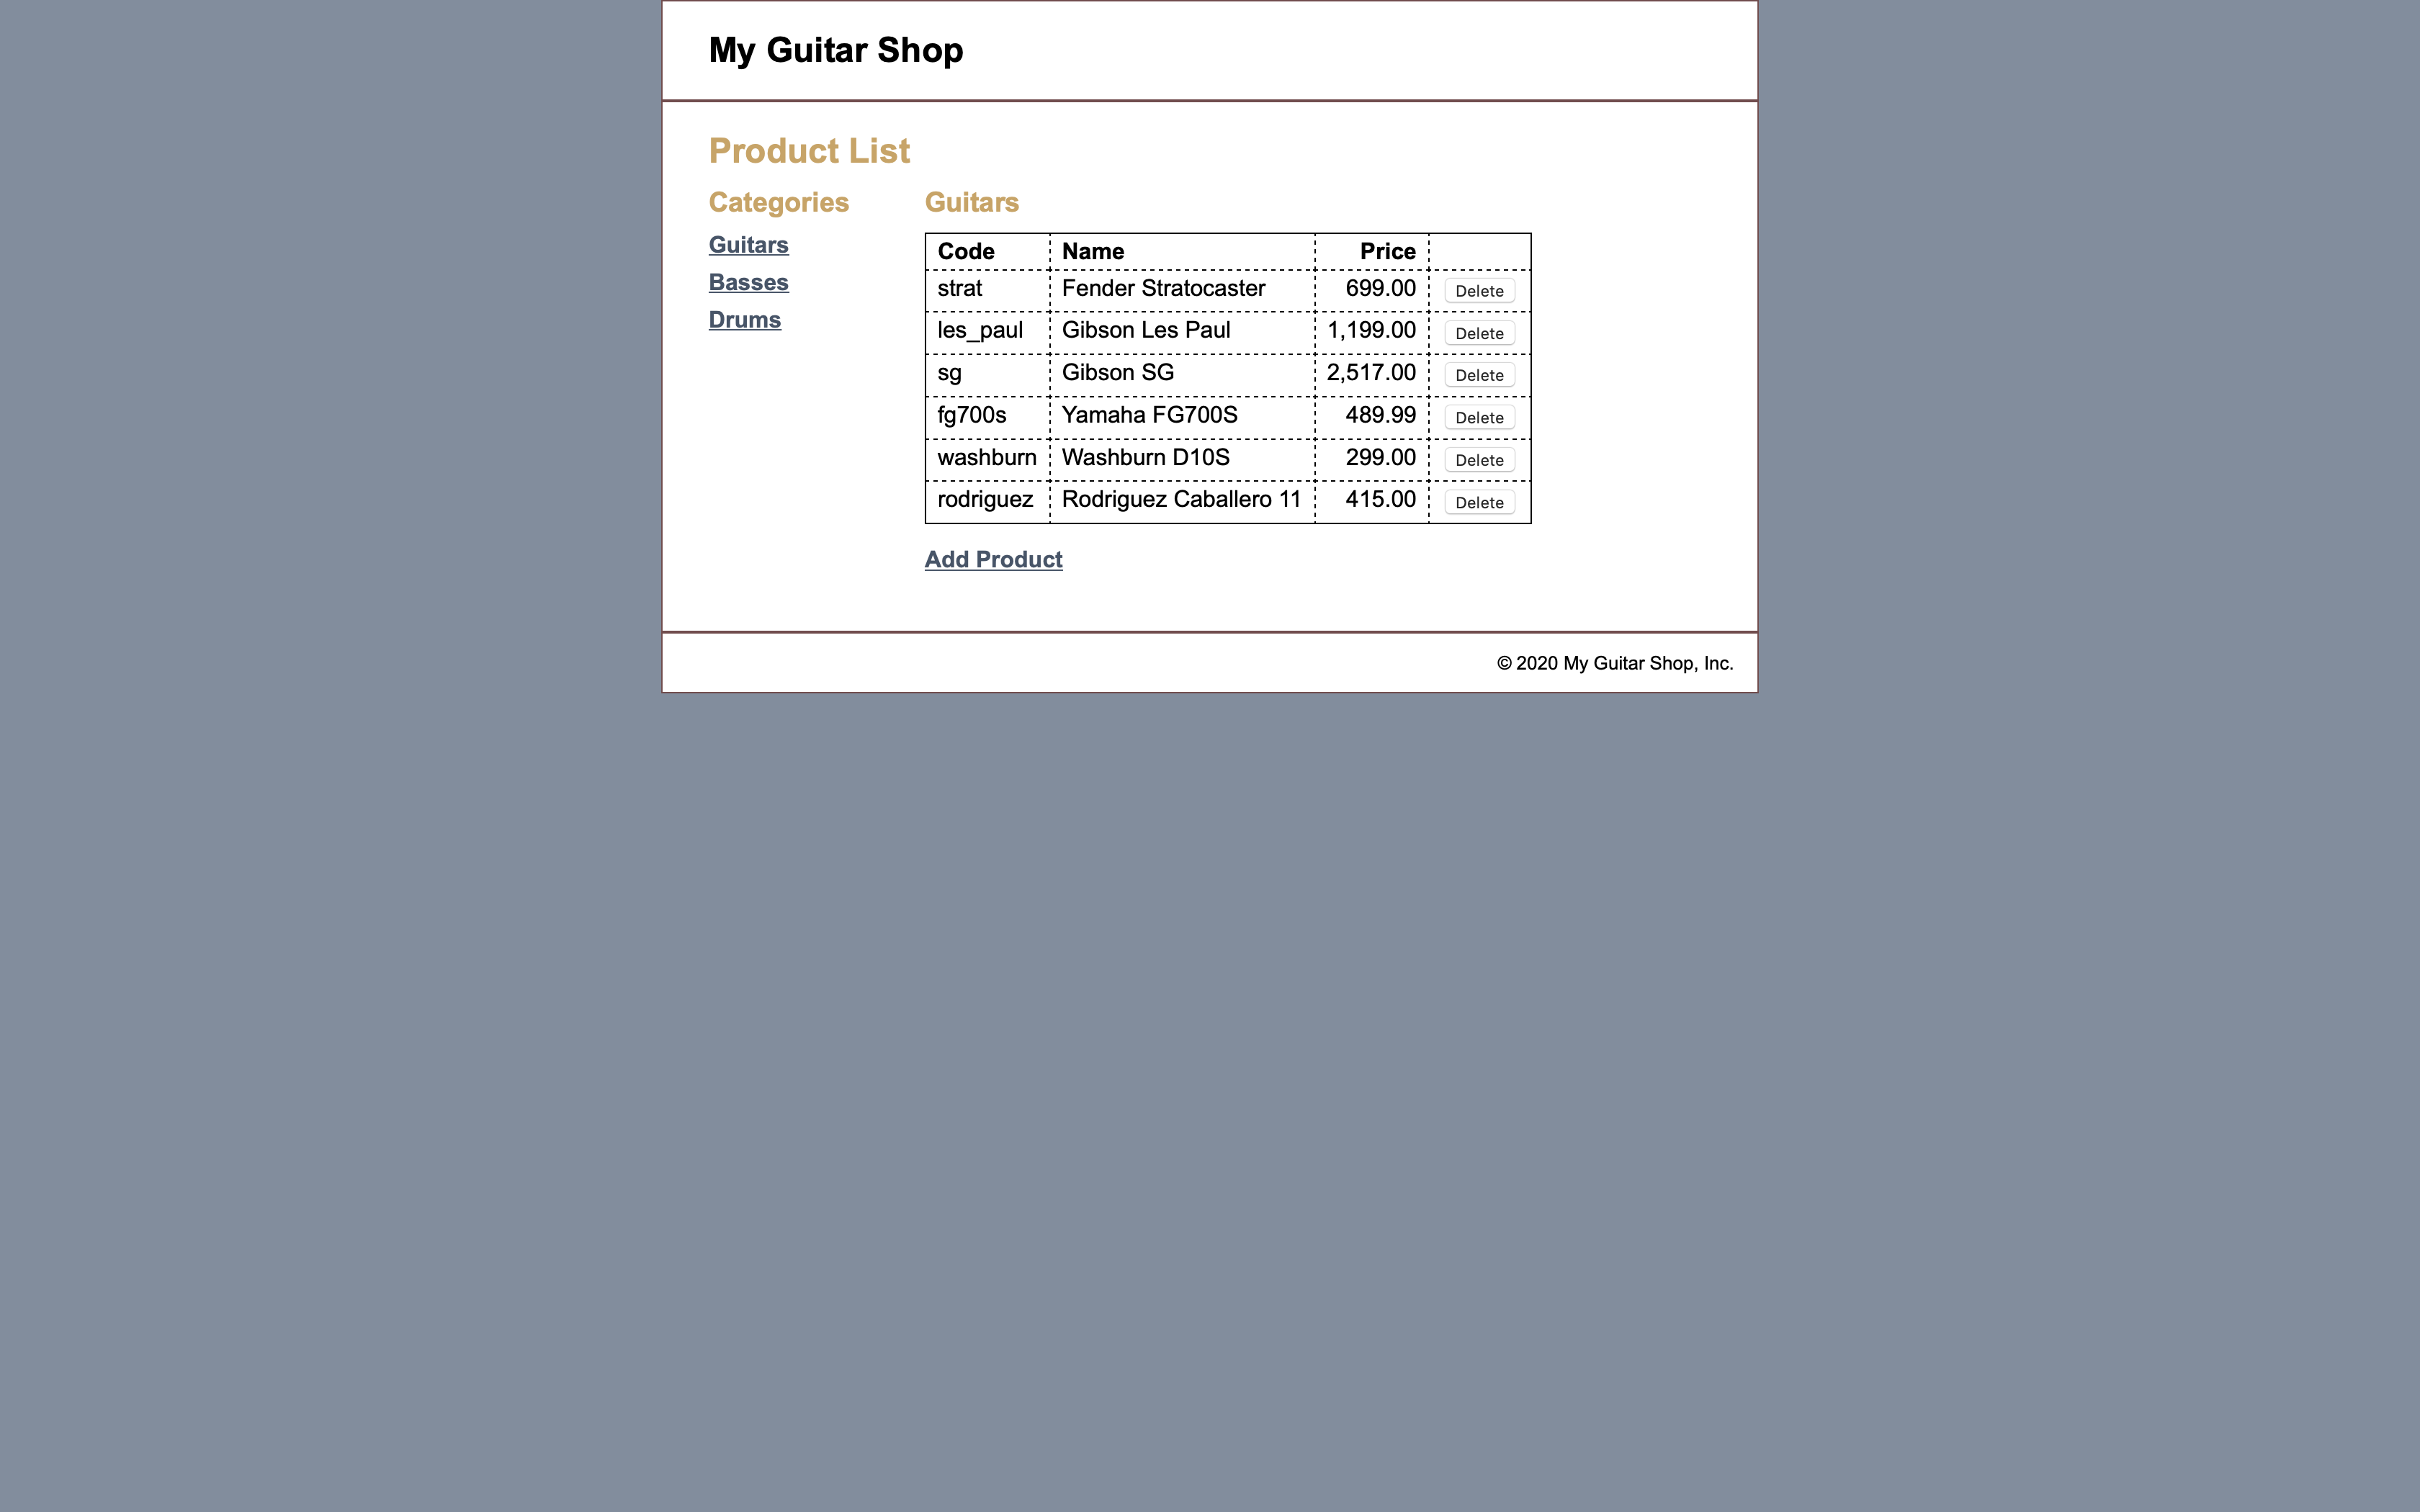 My Guitar Shop
Product List
Categories
Guitars
Basses
Drums
Guitars
Code Name Price
strat Fender Stratocaster 699.00 Delete
les_paul Gibson Les Paul 1,199.00 Delete
sg Gibson SG 2,517.00 Delete
fg700s Yamaha FG700S 489.99 Delete
washburn Washburn D10S 299.00 Delete
rodriguez Rodriguez Caballero 11 415.00 Delete
Add Product
© 2020 My Guitar Shop, Inc.